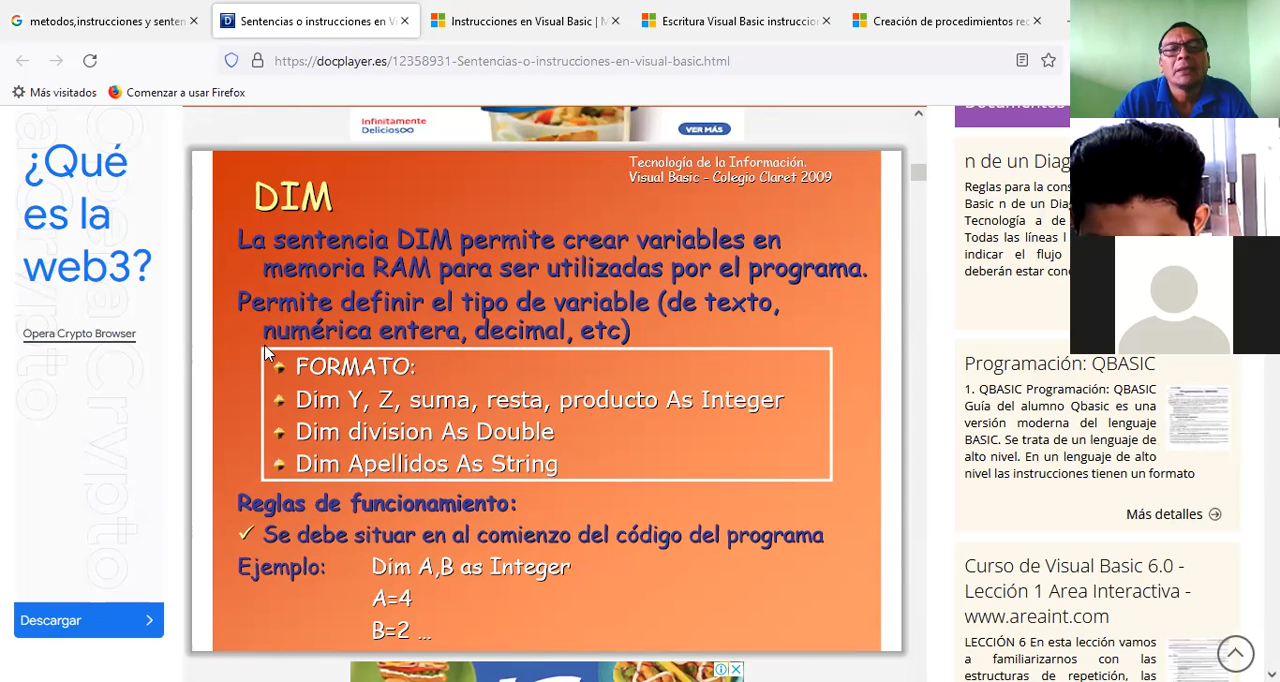 metodos,instrucciones y senten
Sentencias o instrucciones en V
Instrucciones en Visual Basic | M
Escritura Visual Basic instruccio
Creación de procedimientos rec
https://docplayer.es/12358931-Sentencias-o-instrucciones-en-visual-basic.html
Más visitados
Comenzar a usar Firefox
¿Qué
es la
web3?
Opera Crypto Browser
Descargar
Infinitamente
Delicios∞
VER MÁS
Tecnología de la Información.
Visual Basic - Colegio Claret 2009
DIM
La sentencia DIM permite crear variables en
memoria RAM para ser utilizadas por el programa.
Permite definir el tipo de variable (de texto,
numérica entera, decimal, etc)
FORMATO:
Dim Y, Z, suma, resta, producto As Integer
Dim division As Double
Dim Apellidos As String
Reglas de funcionamiento:
✓ Se debe situar en al comienzo del código del programa
Ejemplo: Dim A,B as Integer
A=4
B=2 ...
Documentos
n de un Diag
Reglas para la cons
Basic n de un Diag
Tecnología a de
Todas las líneas l
indicar el flujo
deberán estar con
Programación: QBASIC
1. QBASIC Programación: QBASIC
Guía del alumno Qbasic es una
versión moderna del lenguaje
BASIC. Se trata de un lenguaje de
alto nivel. En un lenguaje de alto
nivel las instrucciones tienen un formato
Más detalles
Curso de Visual Basic 6.0 -
Lección 1 Area Interactiva -
www.areaint.com
LECCIÓN 6 En esta lección vamos
a familiarizarnos con las
estructuras de repetición, las